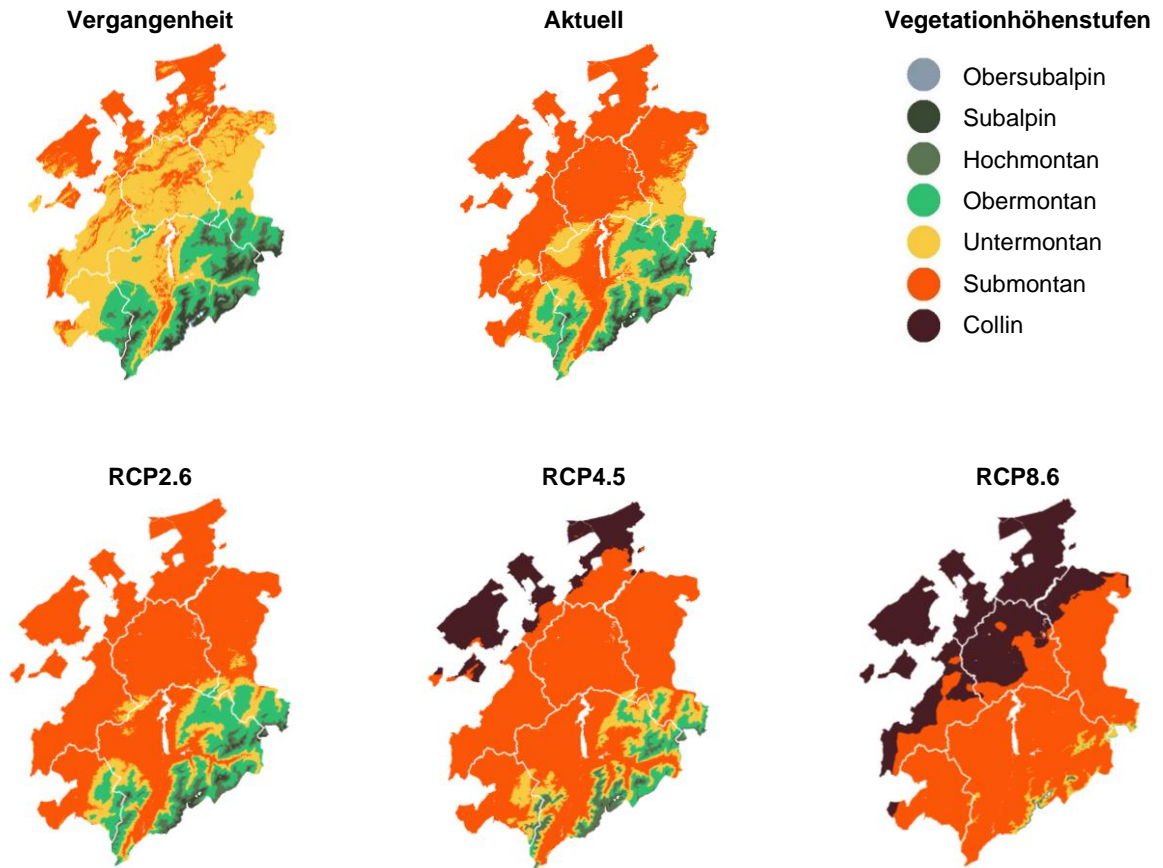 Vergangenheit
Aktuell
Vegetationhöhenstufen
Obersubalpin
Subalpin
Hochmontan
Obermontan
Untermontan
Submontan
Collin
RCP2.6
RCP4.5
RCP8.6